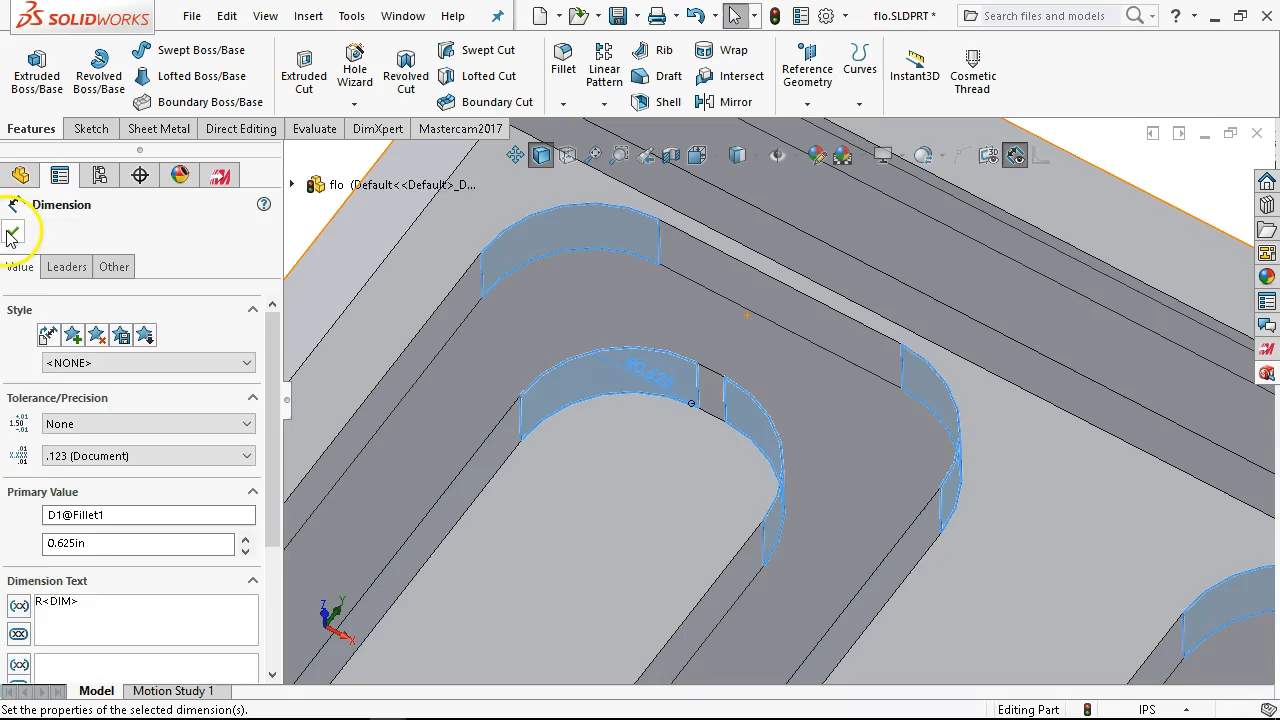 SOLIDWORKS
File
Edit
View
Insert
Tools
Window
Help
flo.SLDPRT *
Search files and models
Extruded
Boss/Base
Revolved
Boss/Base
Swept Boss/Base
Lofted Boss/Base
Boundary Boss/Base
Extruded
Cut
Hole
Wizard
Revolved
Cut
Swept Cut
Lofted Cut
Boundary Cut
Fillet
Linear
Pattern
Rib
Draft
Shell
Wrap
Intersect
Mirror
Reference
Geometry
Curves
Instant3D
Cosmetic
Thread
Features
Sketch
Sheet Metal
Direct Editing
Evaluate
DimXpert
Mastercam2017
flo (Default<<Default>_D...
Dimension
Value
Leaders
Other
Style
<NONE>
Tolerance/Precision
None
.123 (Document)
Primary Value
D1@Fillet1
0.625in
Dimension Text
R<DIM>
R0.625
Z
Y
X
Model
Motion Study 1
Set the properties of the selected dimension(s).
Editing Part
IPS